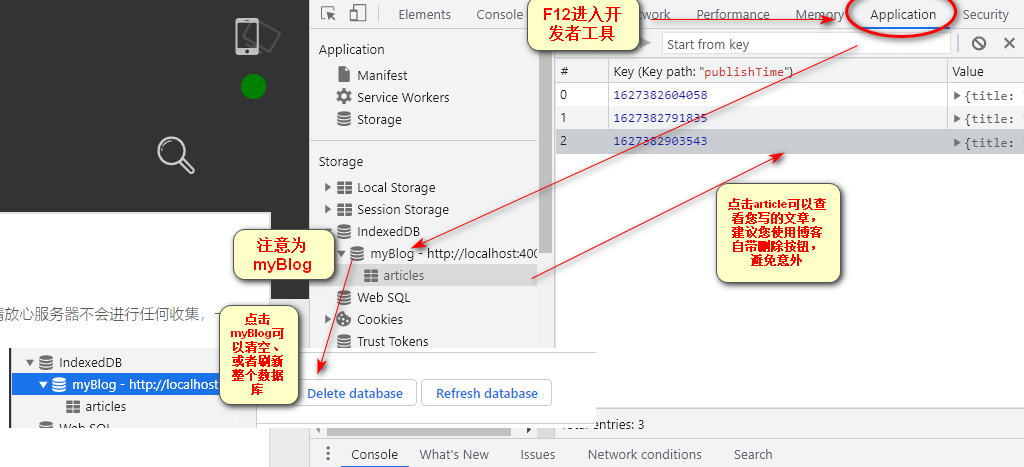 Elements
Console
F12进入开
发者工具
work
Performance
Memory
Application
Security
Application
Manifest
Service Workers
Storage
Storage
Local Storage
Session Storage
IndexedDB
myBlog - http://localhost:400
articles
Web SQL
Cookies
Trust Tokens
Start from key
#
Key (Key path: "publishTime")
Value
0
1627382604058
{title: '
1
1627382791835
{title: '
2
1627382903543
{title: '
点击article可以查
看您写的文章，
建议您使用博客
自带删除按钮，
避免意外
注意为
myBlog
请放心服务器不会进行任何收集，一
点击
myBlog可
以清空、
或者刷新
整个数据
库
IndexedDB
myBlog - http://localhost
articles
Web SQL
Delete database
Refresh database
Total entries: 3
Console
What's New
Issues
Network conditions
Search